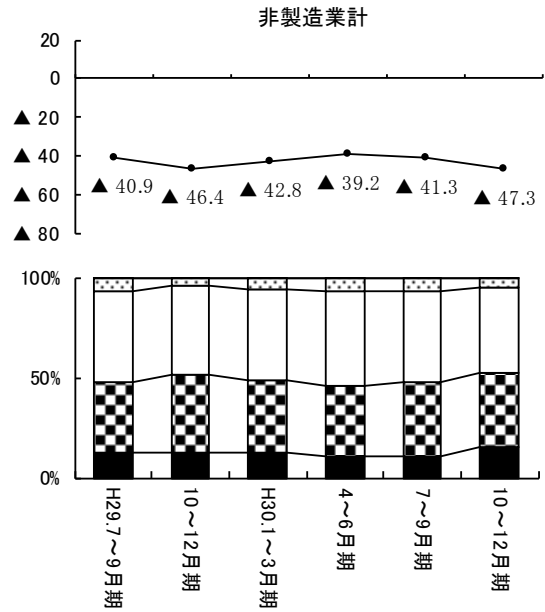 非製造業計
20
0
▲ 20
▲ 40
▲ 60
▲ 80
▲ 40.9
▲ 46.4
▲ 42.8
▲ 39.2
▲ 41.3
▲ 47.3
100%
50%
0%
H29.7～9月期
10～12月期
H30.1～3月期
4～6月期
7～9月期
10～12月期